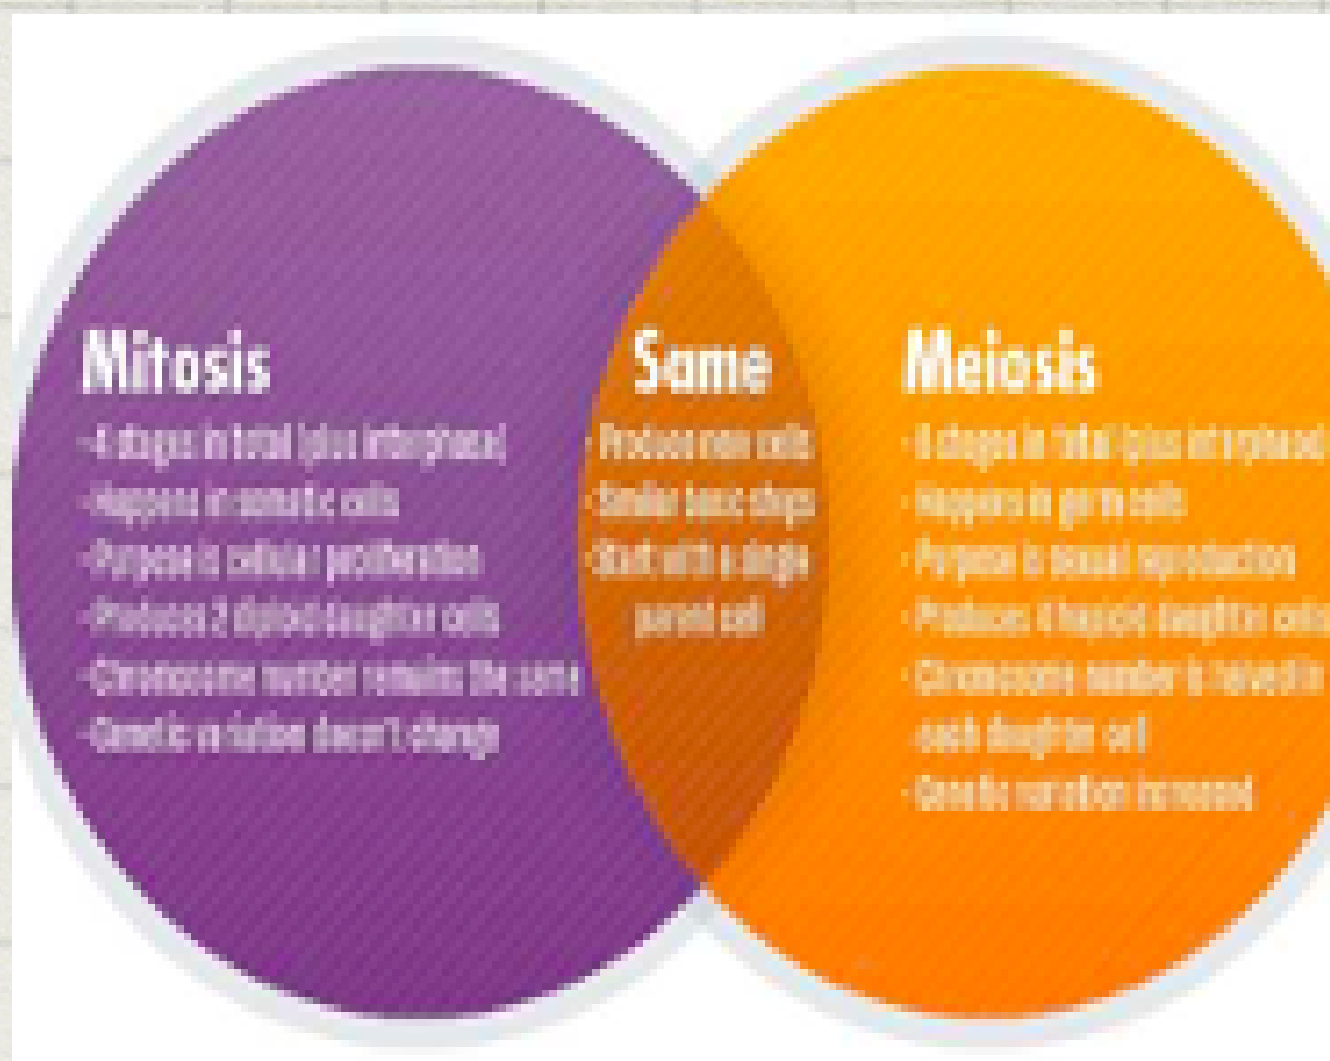 Mitosis
-4 stages in total (plus interphase)
-Happens in somatic cells
-Purpose is cellular proliferation
-Produces 2 diploid daughter cells
-Chromosome number remains the same
-Genetic variation doesn't change
Same
- Produce new cells
-Similar basic steps
-Start with a single
parent cell
Meiosis
- stages in total (plus interphase
- Happens in germ cells
- Purpose is sexual reproduction
- Produces 4 haploid daughter cells
- Chromosome number is halved in
each daughter cell
- Genetic variation increased